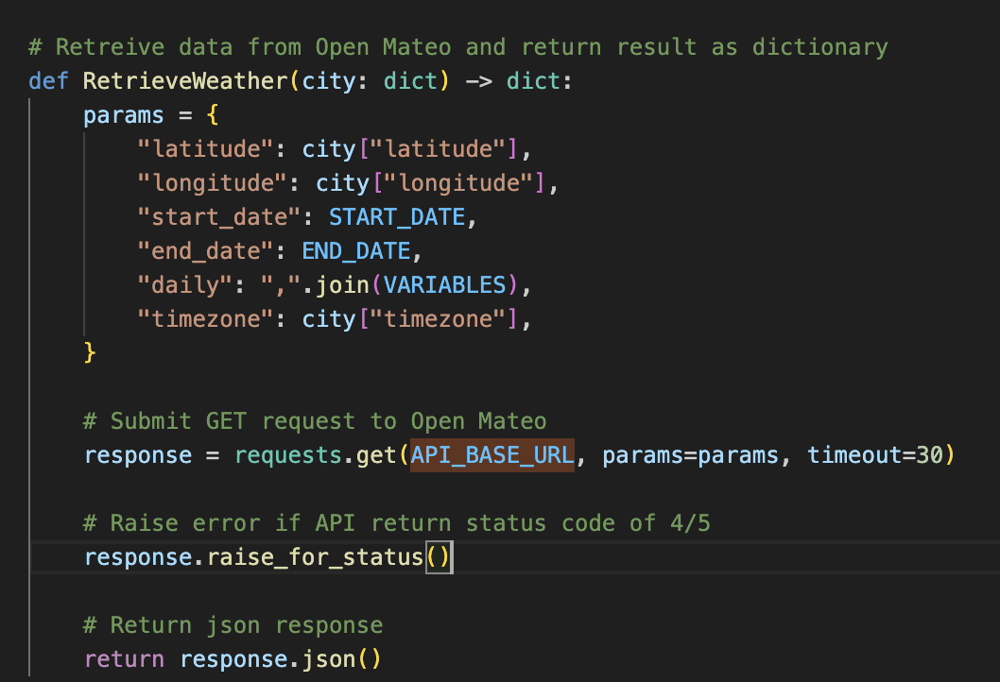 # Retreive data from Open Mateo and return result as dictionary
def RetrieveWeather(city: dict) -> dict:
    params = {
        "latitude": city["latitude"],
        "longitude": city["longitude"],
        "start_date": START_DATE,
        "end_date": END_DATE,
        "daily": ",".join(VARIABLES),
        "timezone": city["timezone"],
    }

    # Submit GET request to Open Mateo
    response = requests.get(API_BASE_URL, params=params, timeout=30)

    # Raise error if API return status code of 4/5
    response.raise_for_status()

    # Return json response
    return response.json()